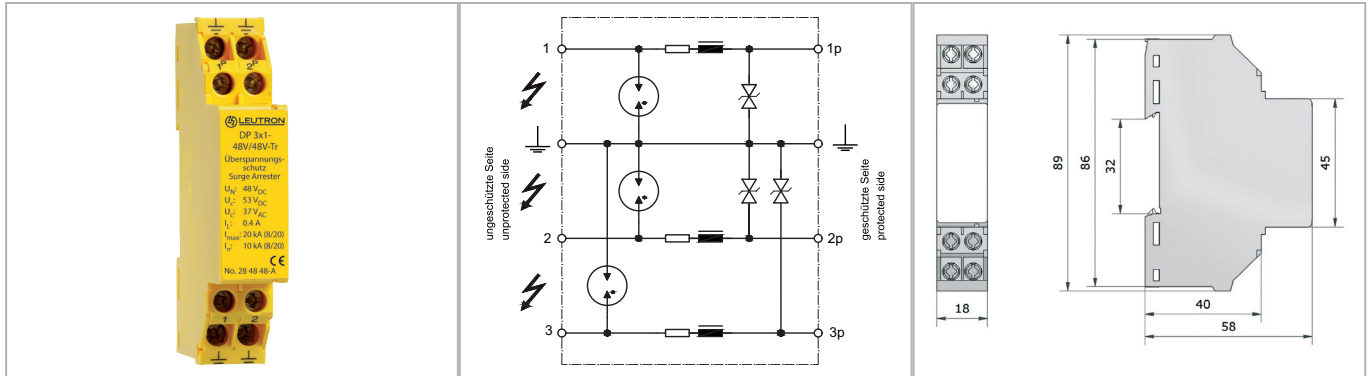 1ᵖ 2ᵖ
LEUTRON
DP 3x1-
48V/48V-Tr
Überspannungs-
schutz
Surge Arrester
U_N: 48 V_DC
U_c: 53 V_DC
U_c: 37 V_AC
I_L: 0.4 A
I_max: 20 kA (8/20)
I_n: 10 kA (8/20)
CE
No. 28 48 48-A
1 2
1 1p
ungeschützte Seite
unprotected side
geschützte Seite
protected side
2 2p
3 3p
18
89
86
32
45
40
58